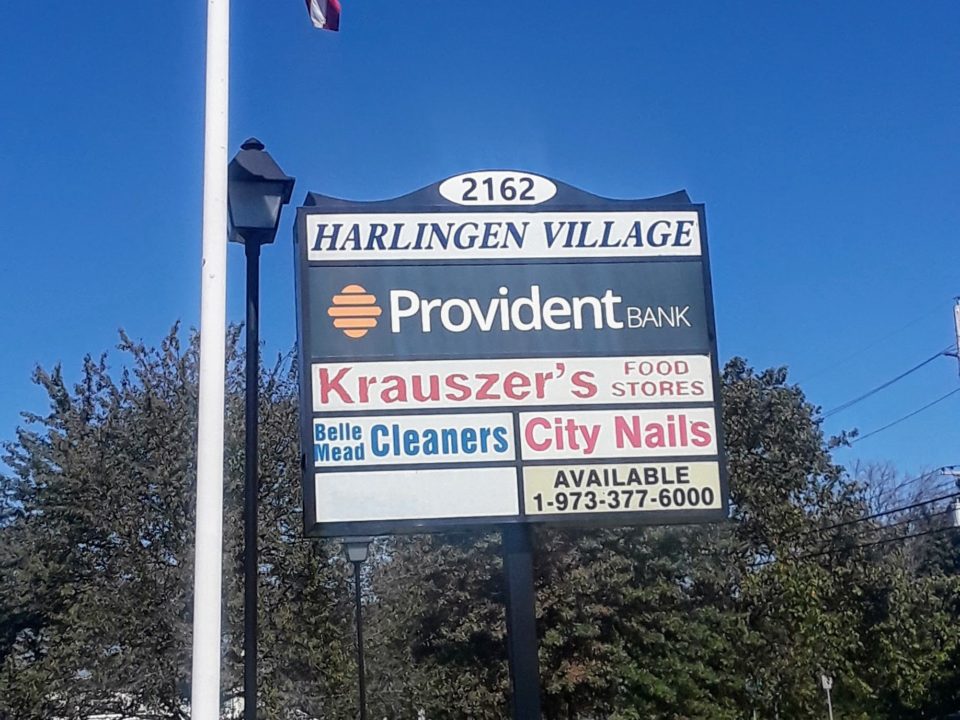 2162
HARLINGEN VILLAGE
Provident BANK
Krauszer's FOOD STORES
Belle Mead Cleaners
City Nails
AVAILABLE
1-973-377-6000